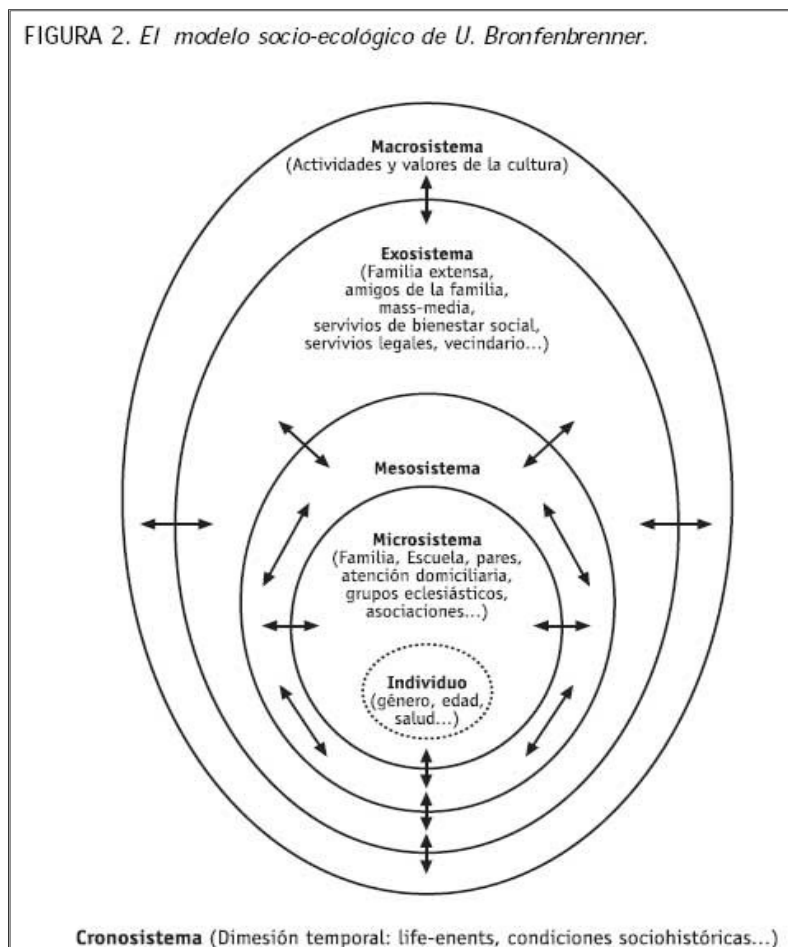 FIGURA 2. El modelo socio-ecológico de U. Bronfenbrenner.
Macrosistema
(Actividades y valores de la cultura)
Exosistema
(Familia extensa,
amigos de la familia,
mass-media,
servivios de bienestar social,
servivios legales, vecindario...)
Mesosistema
Microsistema
(Familia, Escuela, pares,
atención domiciliaria,
grupos eclesiásticos,
asociaciones...)
Individuo
(género, edad,
salud...)
Cronosistema (Dimesión temporal: life-enents, condiciones sociohistóricas...)